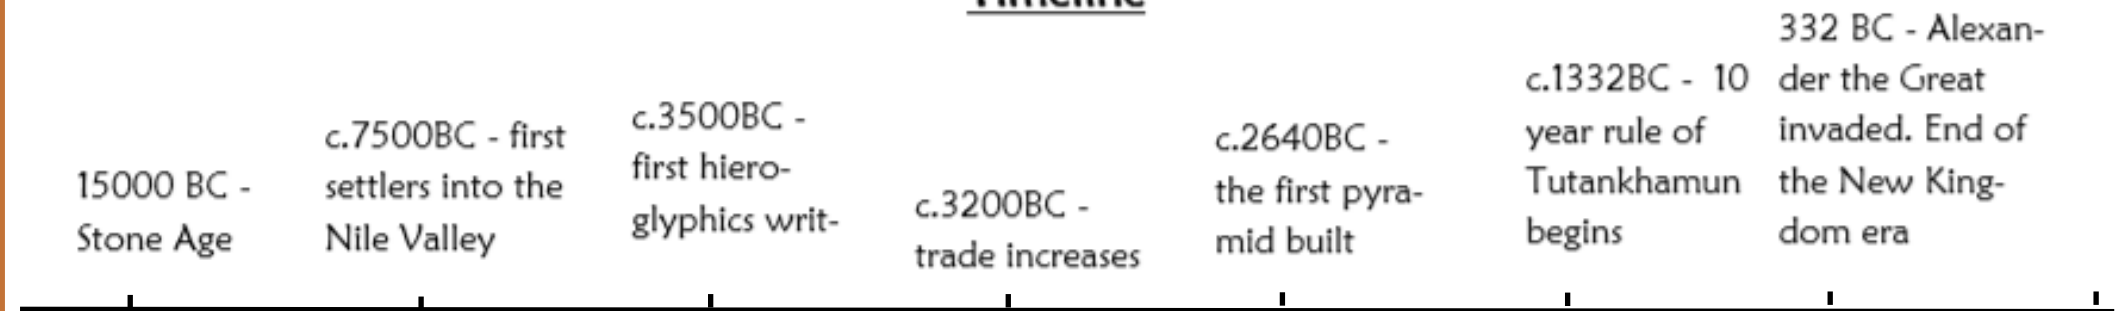 Timeline
15000 BC -
Stone Age
c.7500BC - first
settlers into the
Nile Valley
c.3500BC -
first hiero-
glyphics writ-
c.3200BC -
trade increases
c.2640BC -
the first pyra-
mid built
c.1332BC - 10
year rule of
Tutankhamun
begins
332 BC - Alexan-
der the Great
invaded. End of
the New King-
dom era